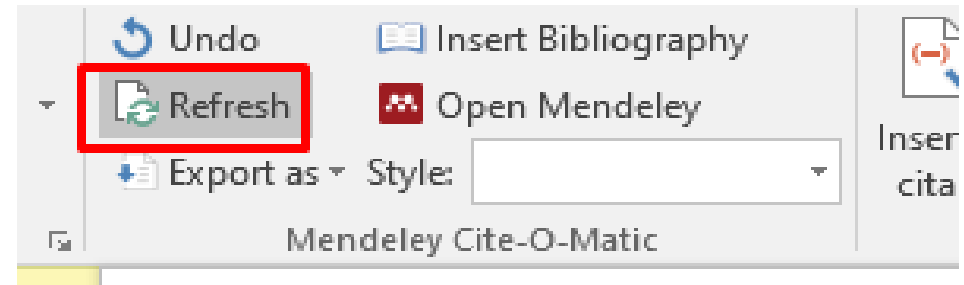 Undo
Insert Bibliography
Refresh
Open Mendeley
Export as
Style:
Mendeley Cite-O-Matic